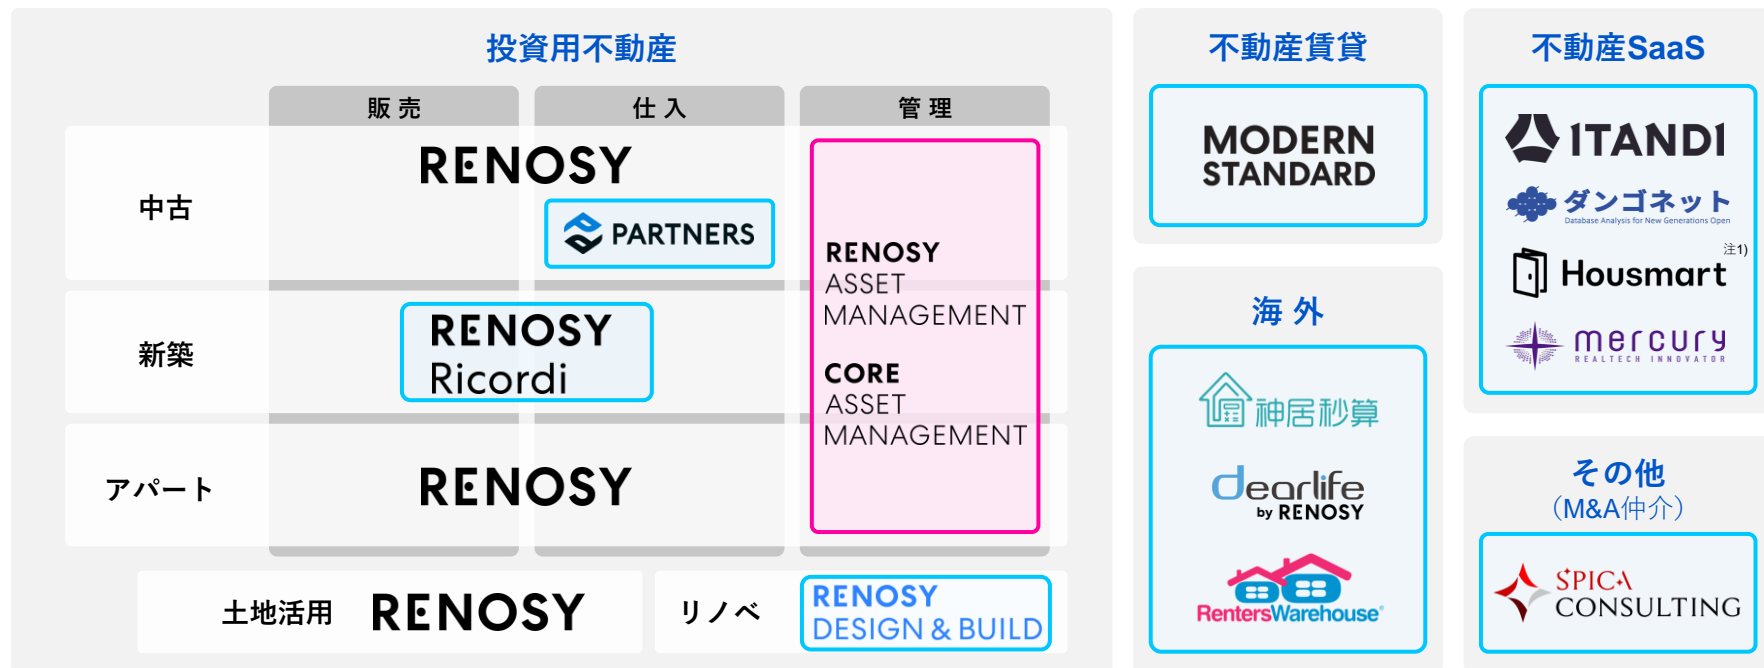 投資用不動産
販売
仕入
管理
中古
RENOSY
PARTNERS
新築
RENOSY
Ricordi
アパート
RENOSY
RENOSY
ASSET
MANAGEMENT
CORE
ASSET
MANAGEMENT
土地活用
RENOSY
リノベ
RENOSY
DESIGN & BUILD
不動産賃貸
MODERN
STANDARD
海外
神居秒算
dearlife
by RENOSY
RentersWarehouse®
不動産SaaS
ITANDI
ダンゴネット
Database Analysis for New Generations Open
Housmart 注1)
mercury
REALTECH INNOVATOR
その他
（M&A仲介）
SPICA
CONSULTING